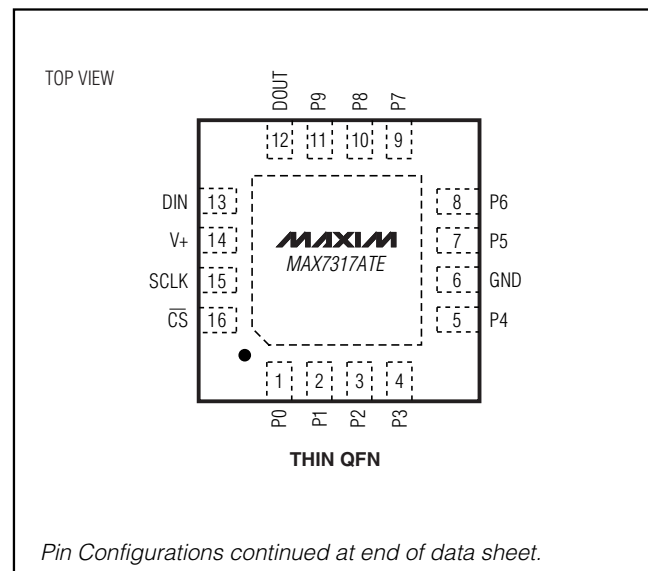 TOP VIEW
DOUT P9 P8 P7
12 11 10 9
DIN 13 8 P6
V+ 14 MAXIM 7 P5
MAX7317ATE
SCLK 15 6 GND
C̅S̅ 16 5 P4
1 2 3 4
P0 P1 P2 P3
THIN QFN
Pin Configurations continued at end of data sheet.